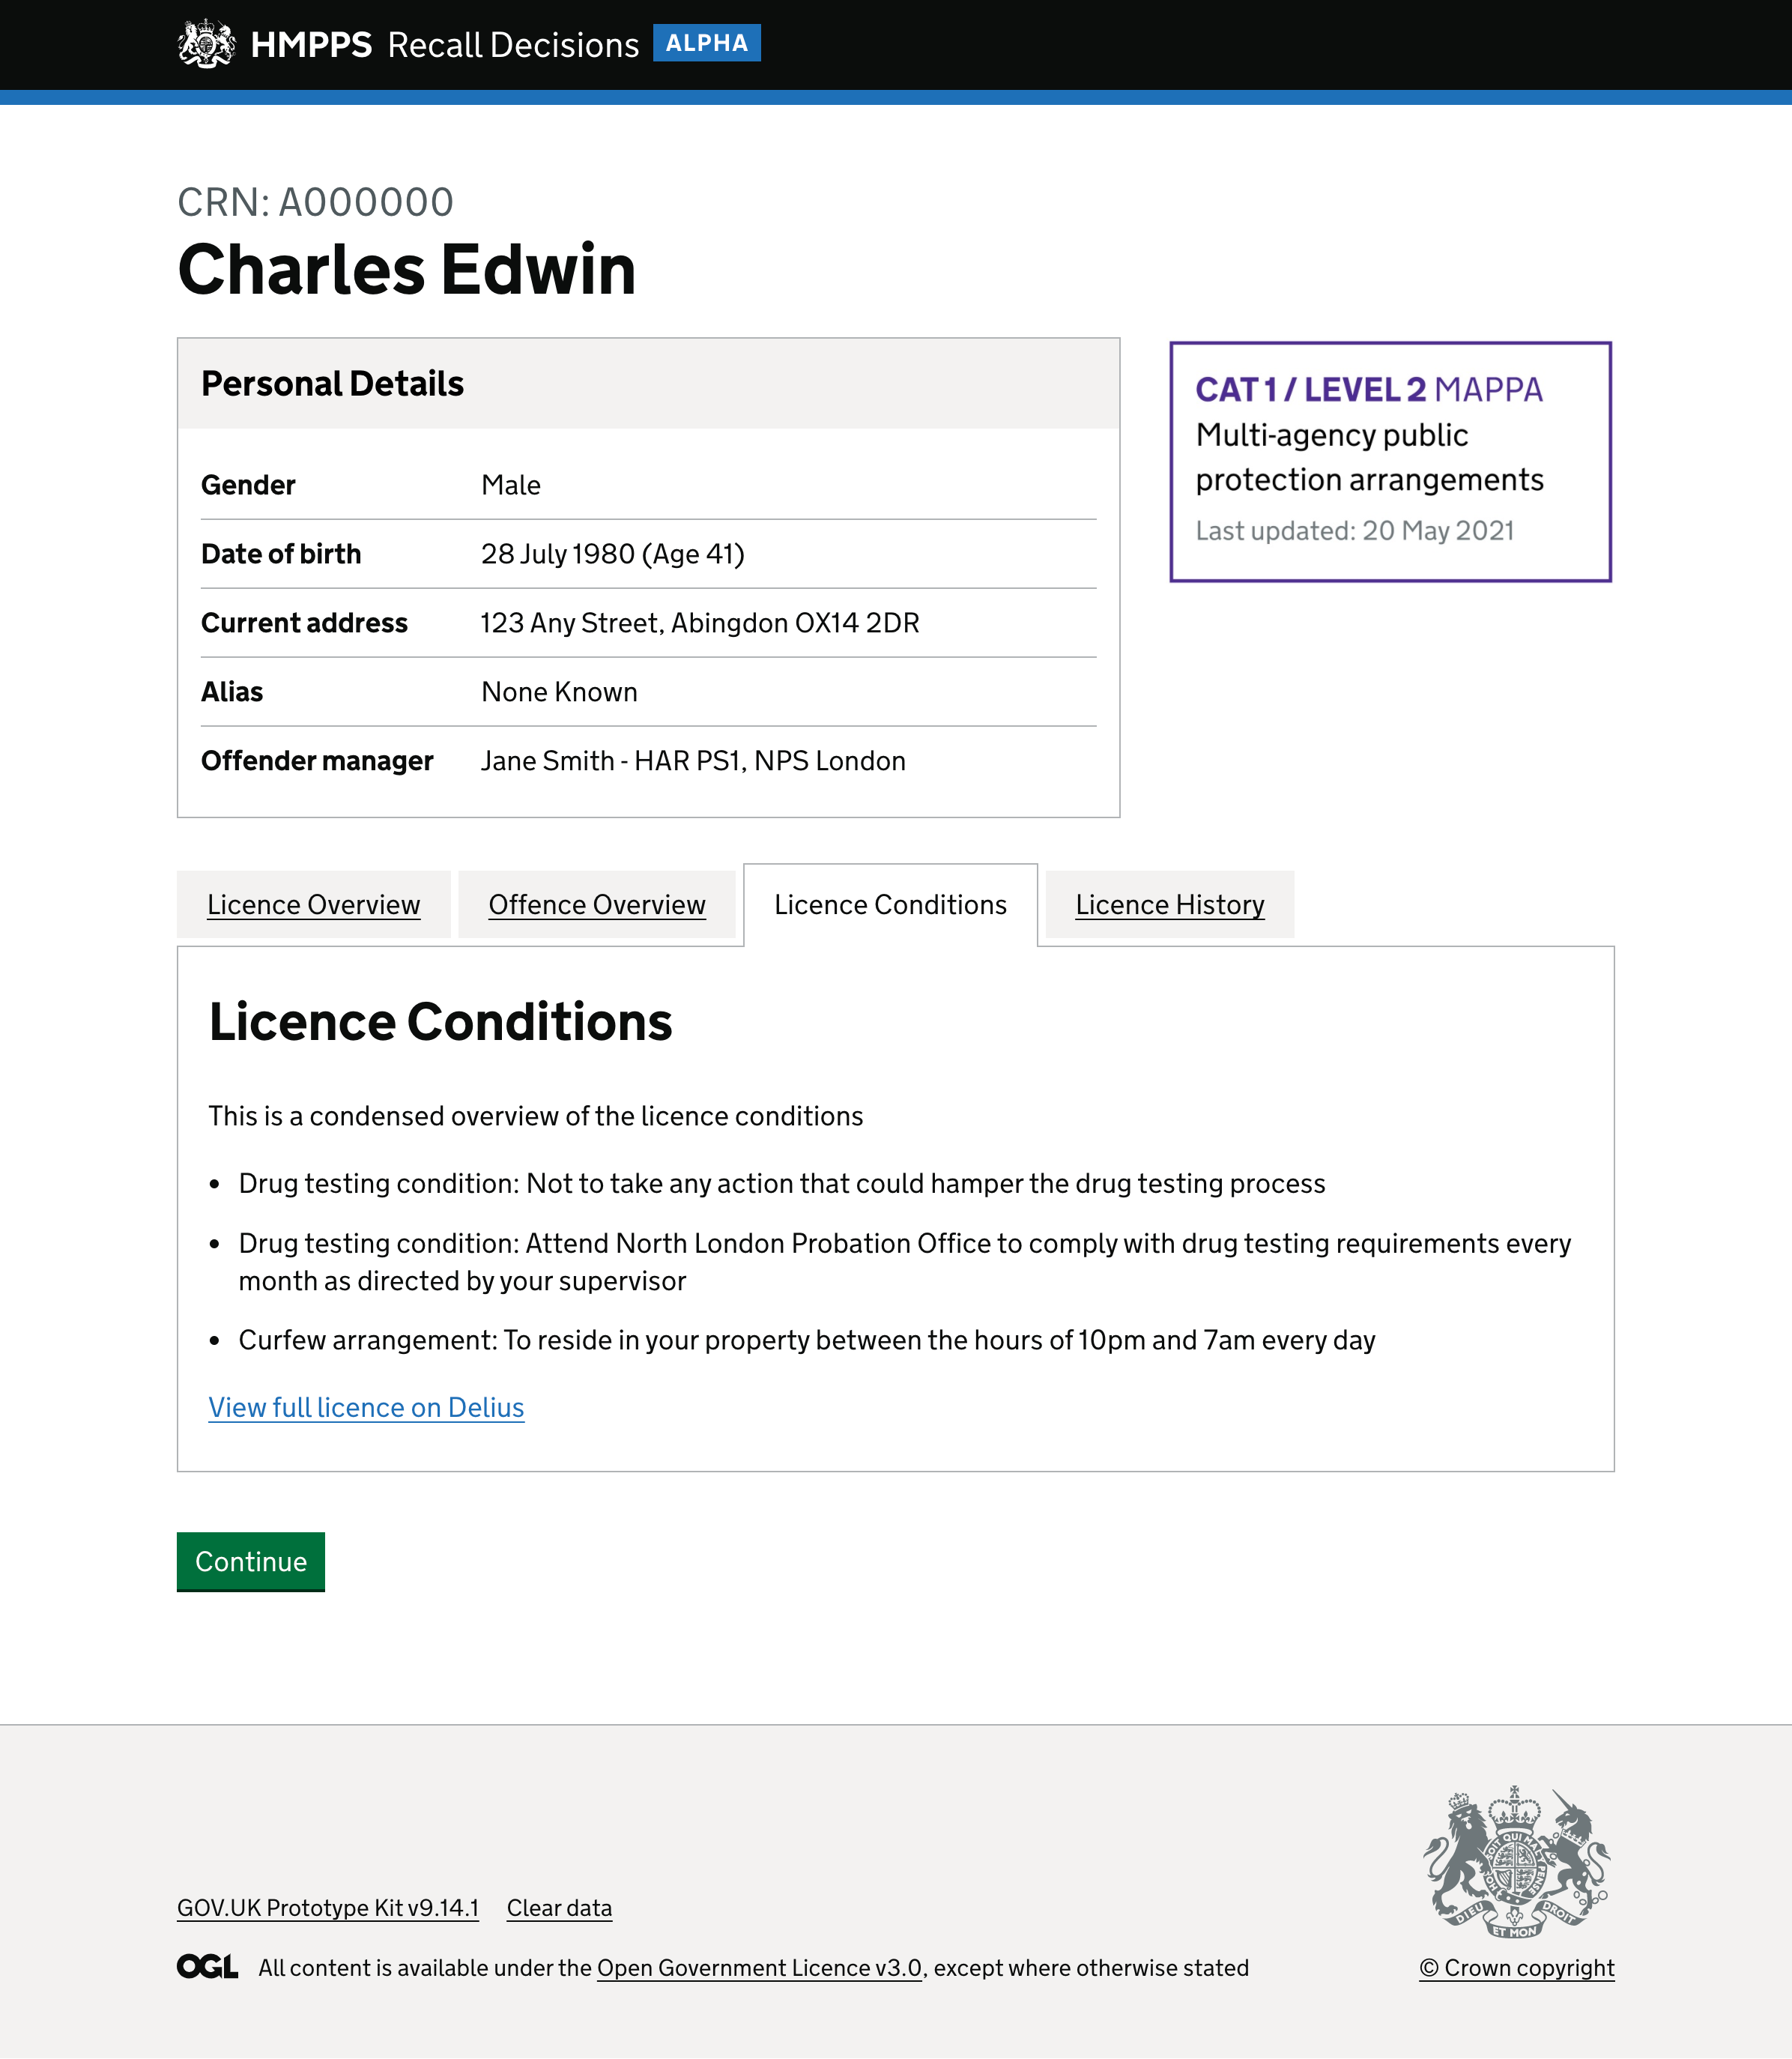 HMPPS Recall Decisions ALPHA
CRN: A000000
Charles Edwin
Personal Details
Gender Male
Date of birth 28 July 1980 (Age 41)
Current address 123 Any Street, Abingdon OX14 2DR
Alias None Known
Offender manager Jane Smith - HAR PS1, NPS London
CAT 1 / LEVEL 2 MAPPA
Multi-agency public
protection arrangements
Last updated: 20 May 2021
Licence Overview Offence Overview Licence Conditions Licence History
Licence Conditions
This is a condensed overview of the licence conditions
• Drug testing condition: Not to take any action that could hamper the drug testing process
• Drug testing condition: Attend North London Probation Office to comply with drug testing requirements every
month as directed by your supervisor
• Curfew arrangement: To reside in your property between the hours of 10pm and 7am every day
View full licence on Delius
Continue
GOV.UK Prototype Kit v9.14.1 Clear data
OGL All content is available under the Open Government Licence v3.0, except where otherwise stated
DIEU ET MON DROIT
© Crown copyright